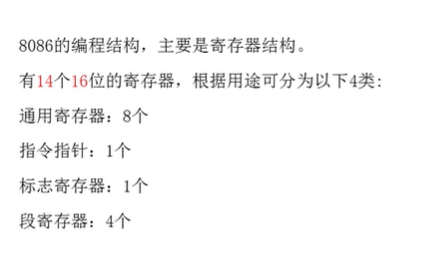 8086的编程结构，主要是寄存器结构。
有14个16位的寄存器，根据用途可分为以下4类:
通用寄存器：8个
指令指针：1个
标志寄存器：1个
段寄存器：4个